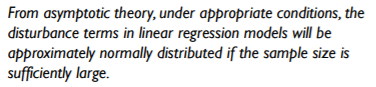 From asymptotic theory, under appropriate conditions, the
disturbance terms in linear regression models will be
approximately normally distributed if the sample size is
sufficiently large.